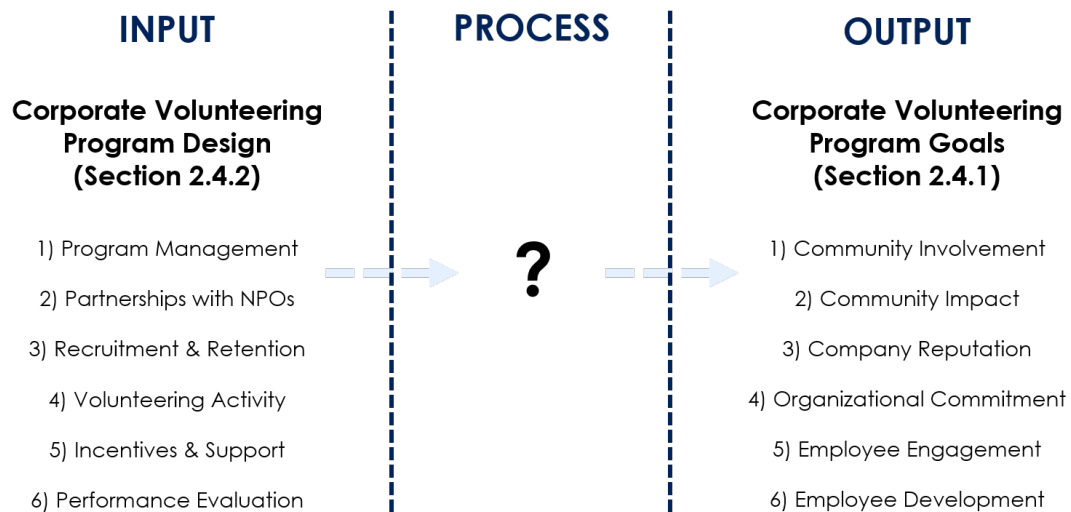 INPUT
Corporate Volunteering
Program Design
(Section 2.4.2)
1) Program Management
2) Partnerships with NPOs
3) Recruitment & Retention
4) Volunteering Activity
5) Incentives & Support
6) Performance Evaluation
PROCESS
?
OUTPUT
Corporate Volunteering
Program Goals
(Section 2.4.1)
1) Community Involvement
2) Community Impact
3) Company Reputation
4) Organizational Commitment
5) Employee Engagement
6) Employee Development